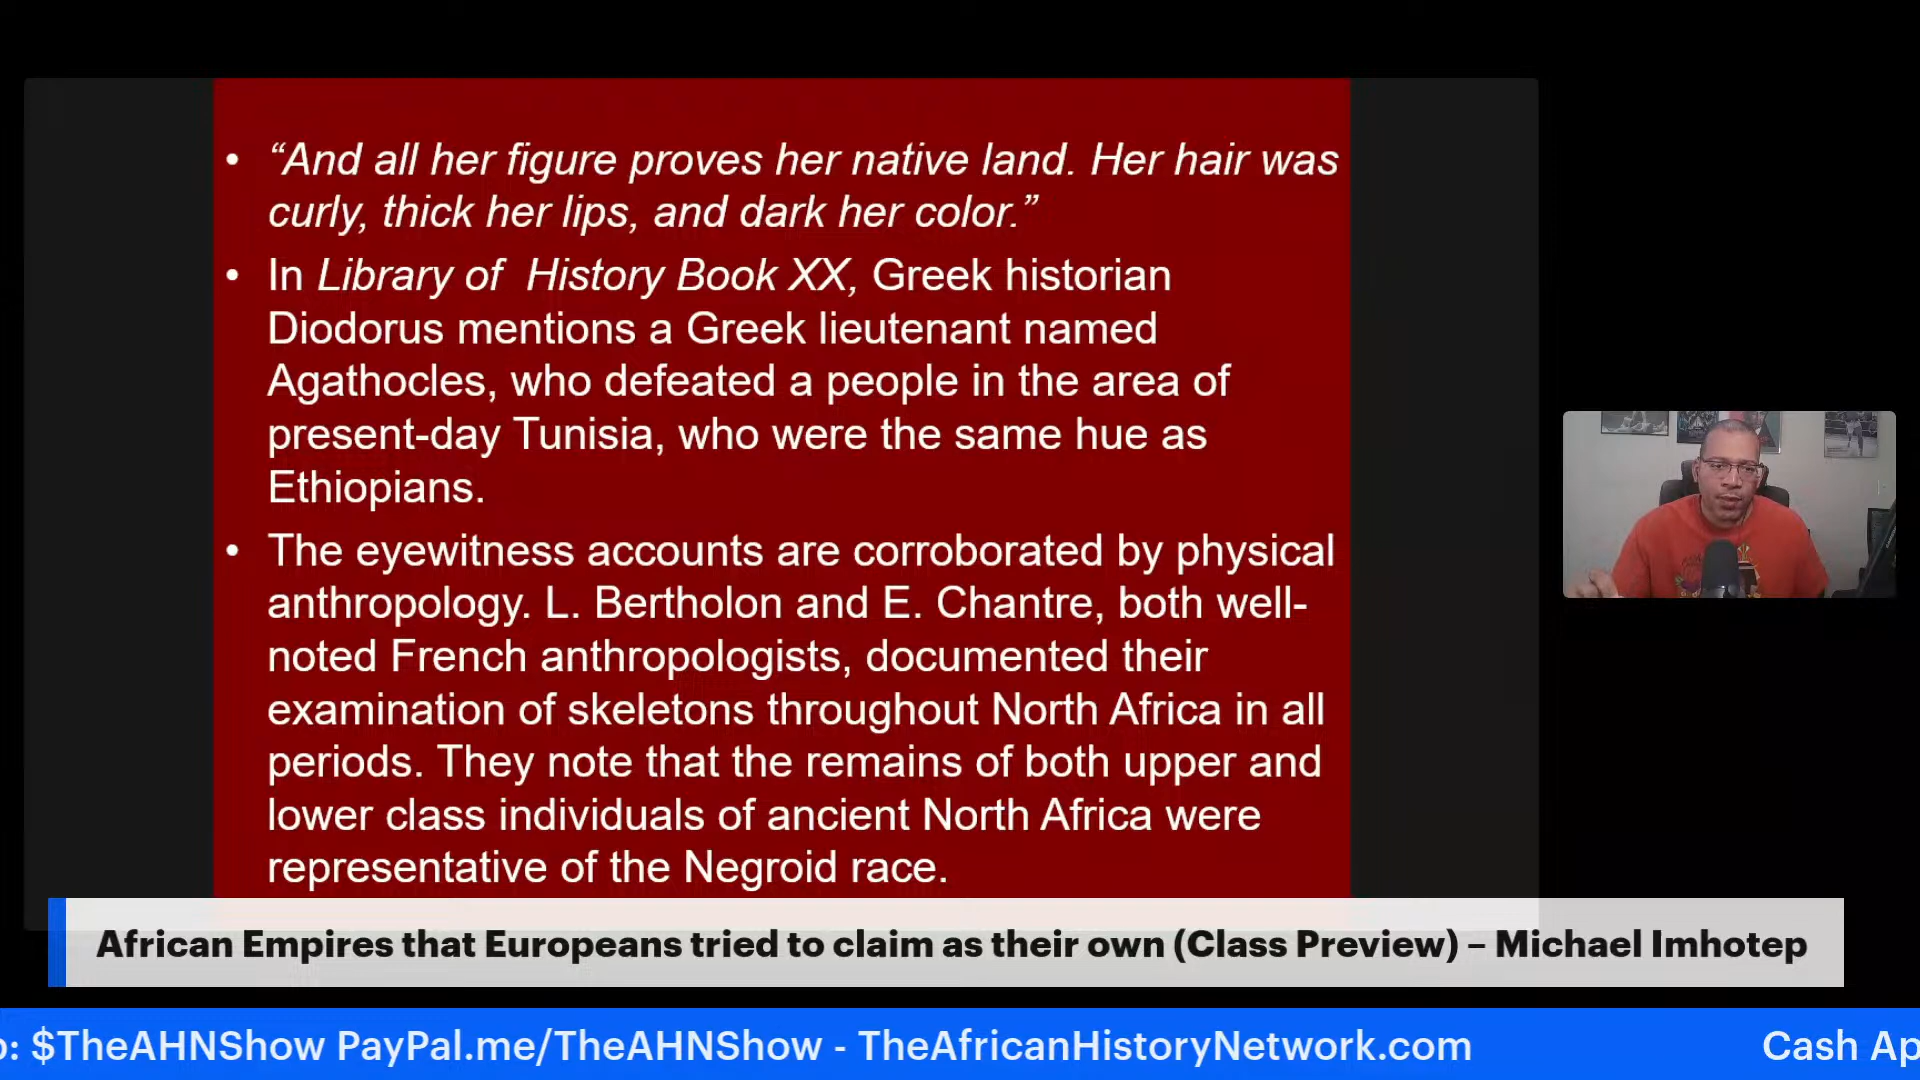 • “And all her figure proves her native land. Her hair was
curly, thick her lips, and dark her color.”
• In Library of  History Book XX, Greek historian
Diodorus mentions a Greek lieutenant named
Agathocles, who defeated a people in the area of
present-day Tunisia, who were the same hue as
Ethiopians.
• The eyewitness accounts are corroborated by physical
anthropology. L. Bertholon and E. Chantre, both well-
noted French anthropologists, documented their
examination of skeletons throughout North Africa in all
periods. They note that the remains of both upper and
lower class individuals of ancient North Africa were
representative of the Negroid race.
African Empires that Europeans tried to claim as their own (Class Preview) – Michael Imhotep
: $TheAHNShow PayPal.me/TheAHNShow - TheAfricanHistoryNetwork.com Cash Ap